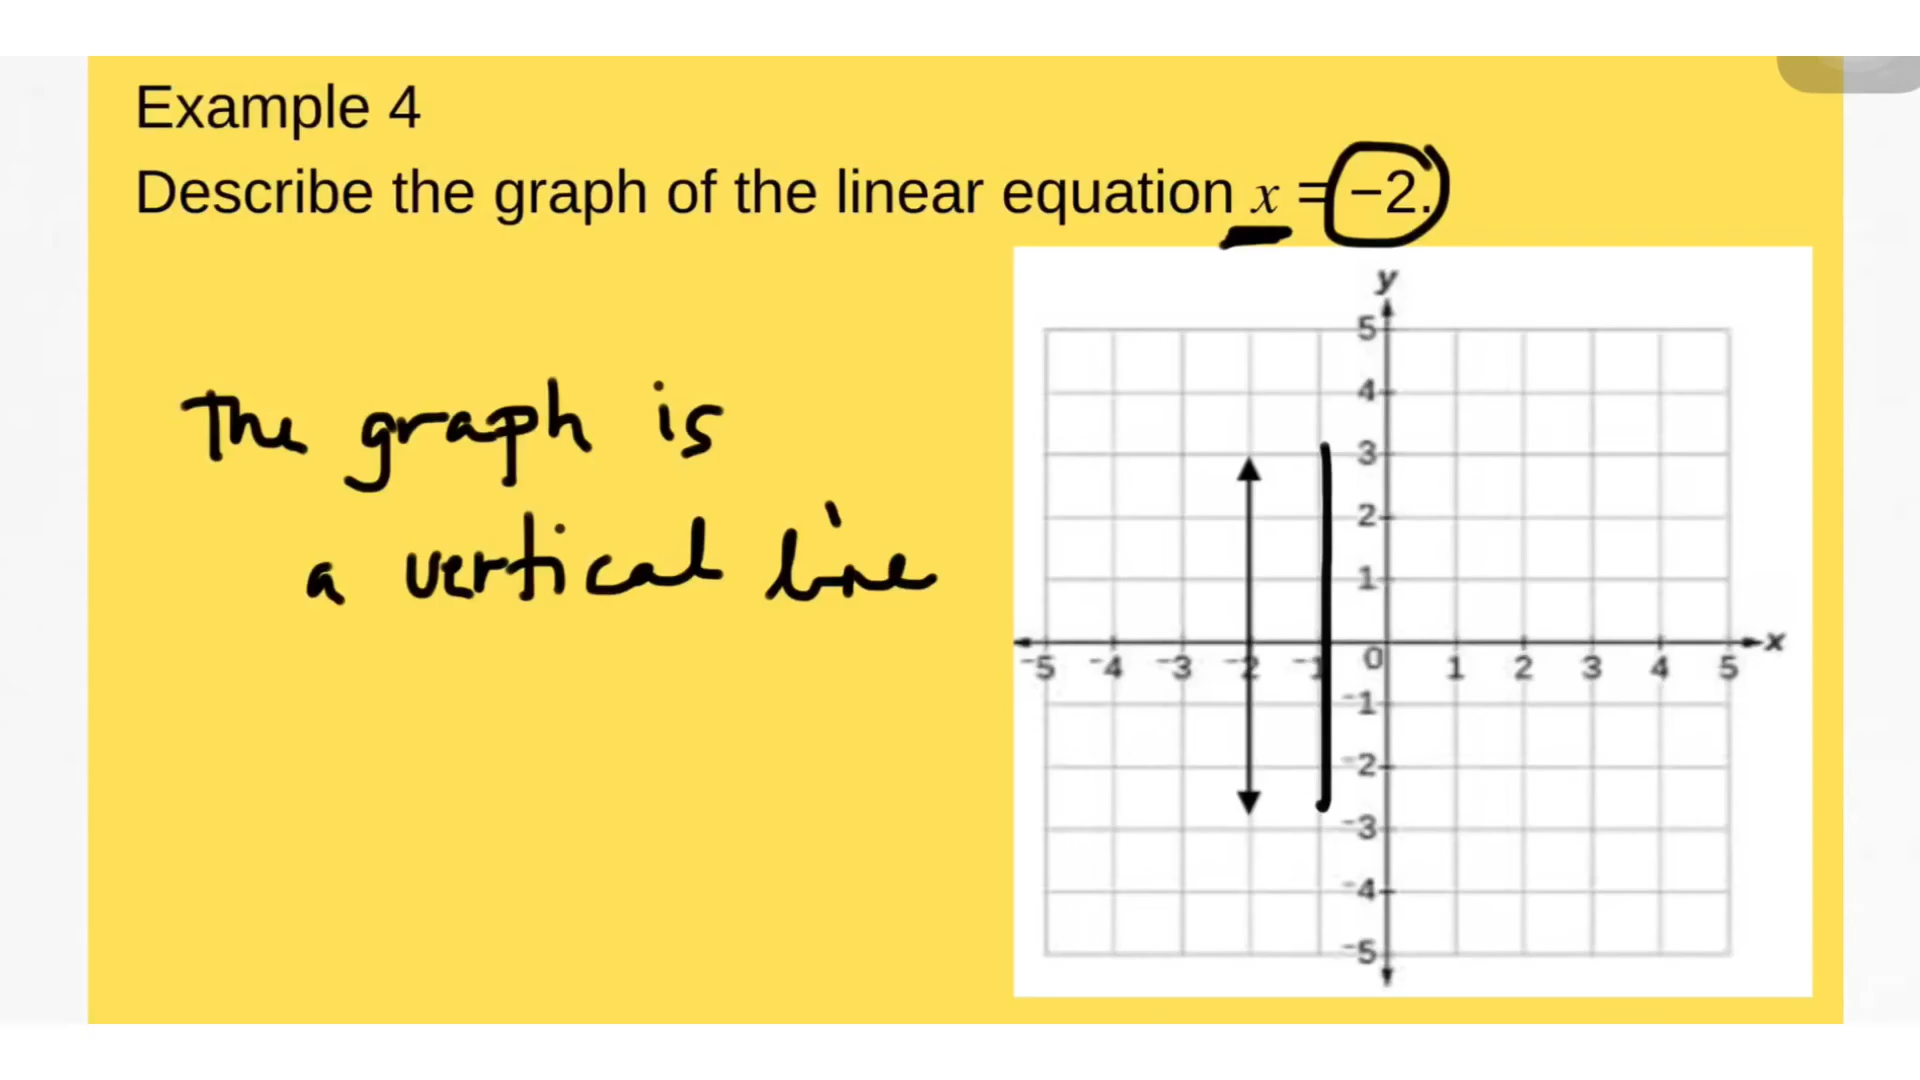 Example 4
Describe the graph of the linear equation x = −2.
The graph is
a vertical line
y
5
4
3
2
1
-5 -4 -3 -2 -1 0 1 2 3 4 5 x
-1
-2
-3
-4
-5